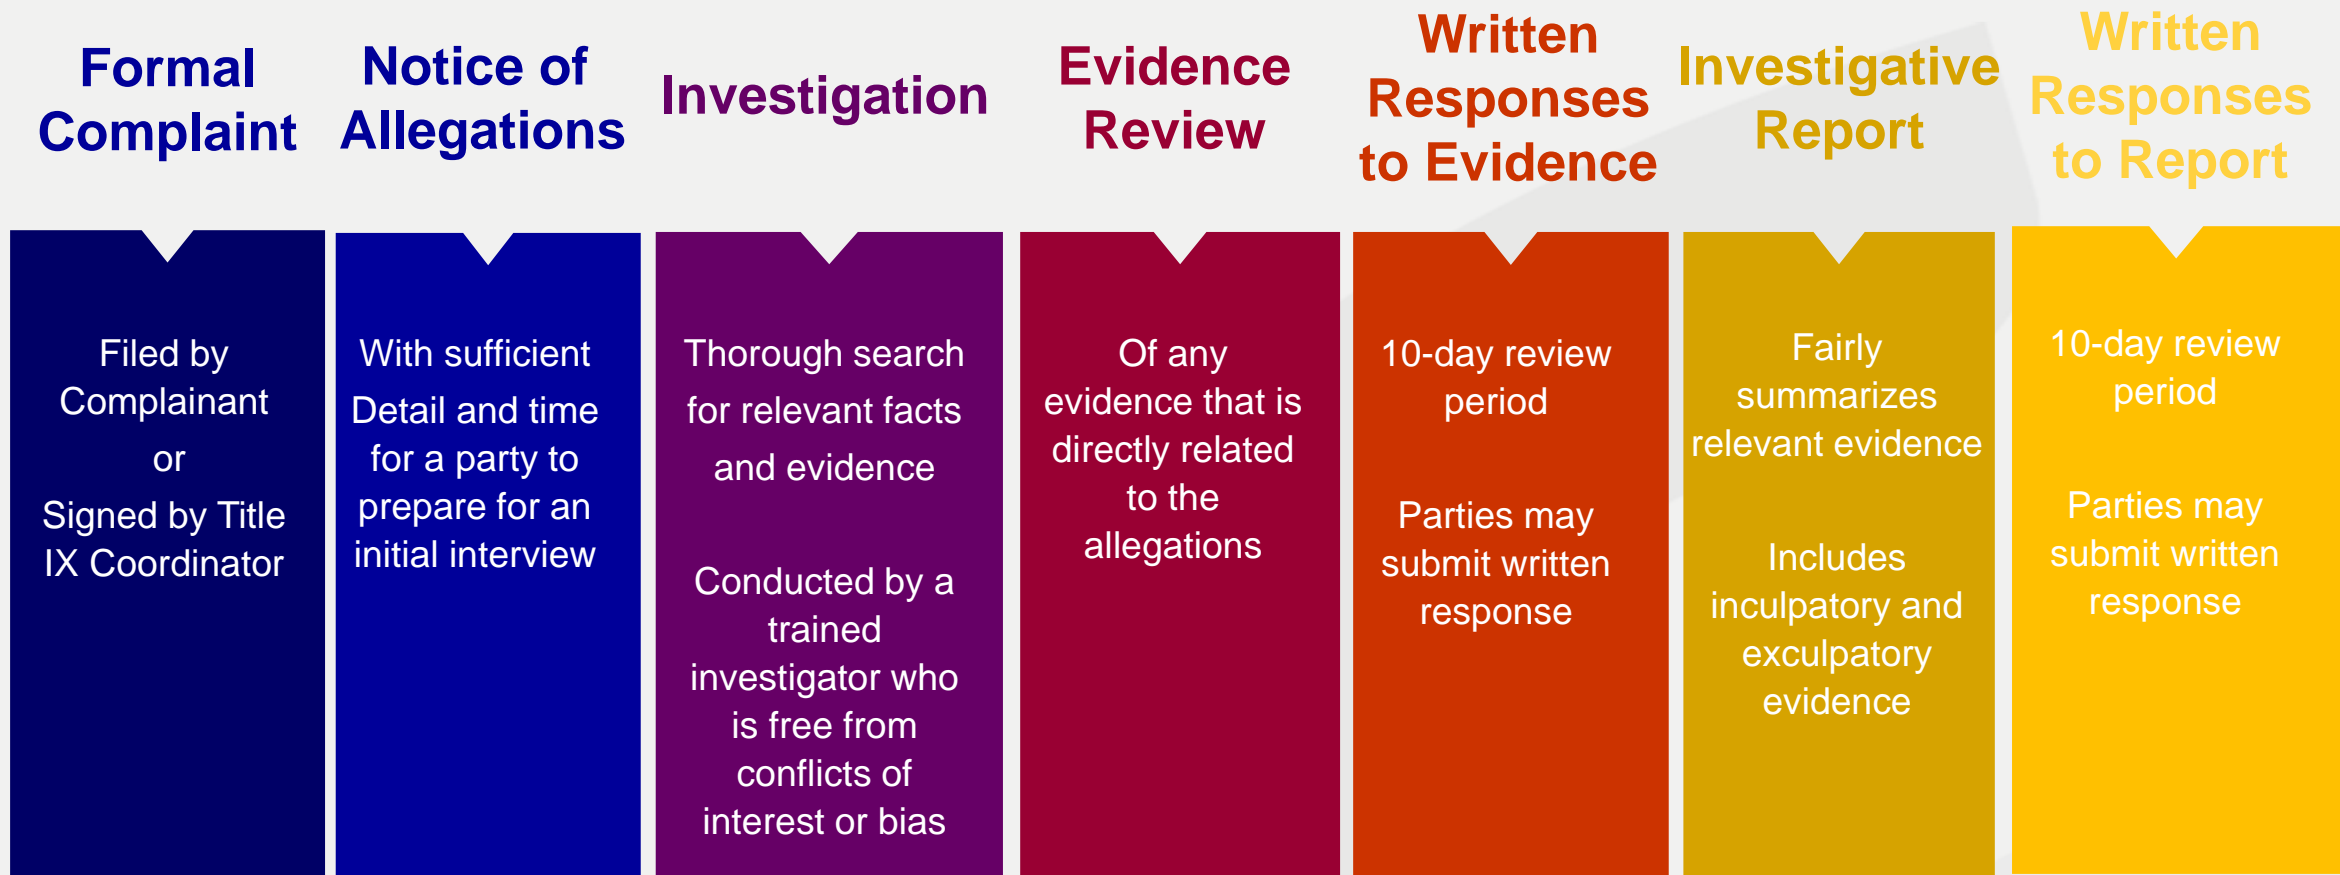 Formal
Complaint
Filed by
Complainant
or
Signed by Title
IX Coordinator
Notice of
Allegations
With sufficient
Detail and time
for a party to
prepare for an
initial interview
Investigation
Thorough search
for relevant facts
and evidence
Conducted by a
trained
investigator who
is free from
conflicts of
interest or bias
Evidence
Review
Of any
evidence that is
directly related
to the
allegations
Written
Responses
to Evidence
10-day review
period
Parties may
submit written
response
Investigative
Report
Fairly
summarizes
relevant evidence
Includes
inculpatory and
exculpatory
evidence
Written
Responses
to Report
10-day review
period
Parties may
submit written
response